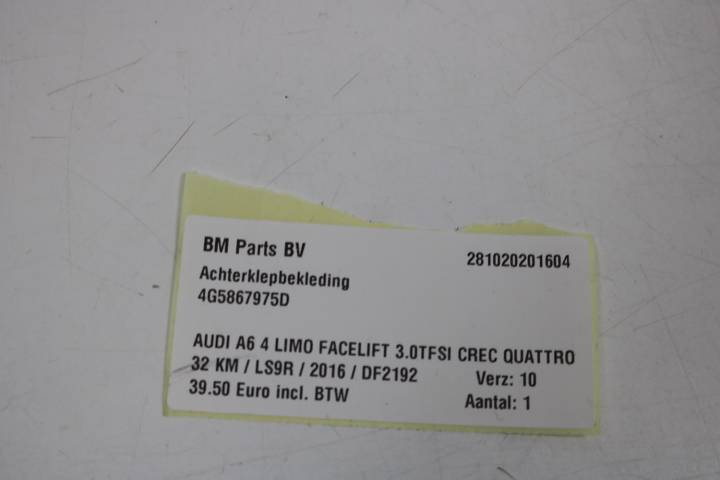 BM Parts BV 281020201604
Achterklepbekleding
4G5867975D
AUDI A6 4 LIMO FACELIFT 3.0TFSI CREC QUATTRO
32 KM / LS9R / 2016 / DF2192 Verz: 10
39.50 Euro incl. BTW Aantal: 1